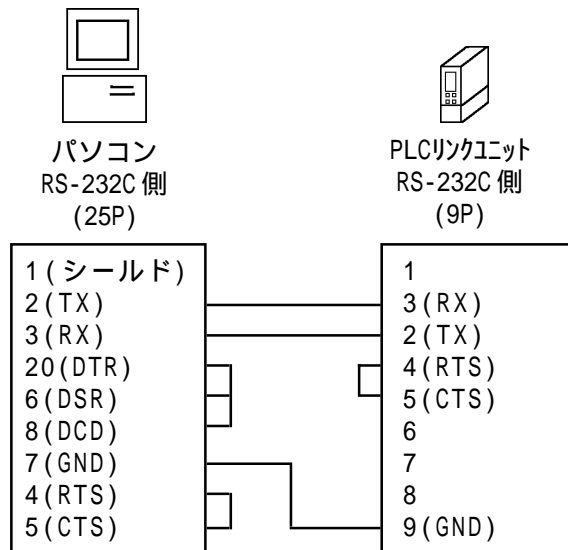 パソコン
RS-232C 側
(25P)
PLCリンクユニット
RS-232C 側
(9P)
1(シールド)
2(TX)
3(RX)
20(DTR)
6(DSR)
8(DCD)
7(GND)
4(RTS)
5(CTS)
1
3(RX)
2(TX)
4(RTS)
5(CTS)
6
7
8
9(GND)